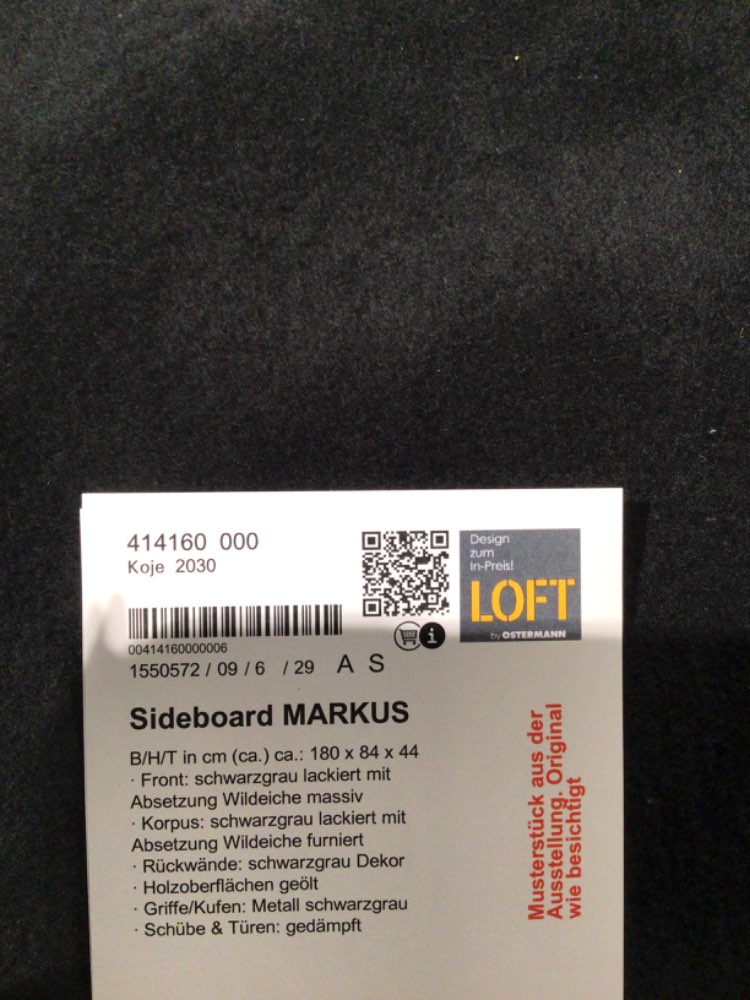 414160 000
Koje 2030
00414160000006
1550572 / 09 / 6 / 29 A S
Design
zum
In-Preis!
LOFT
by OSTERMANN
i
Sideboard MARKUS
B/H/T in cm (ca.) ca.: 180 x 84 x 44
· Front: schwarzgrau lackiert mit
Absetzung Wildeiche massiv
· Korpus: schwarzgrau lackiert mit
Absetzung Wildeiche furniert
· Rückwände: schwarzgrau Dekor
· Holzoberflächen geölt
· Griffe/Kufen: Metall schwarzgrau
· Schübe & Türen: gedämpft
Musterstück aus der
Ausstellung. Original
wie besichtigt